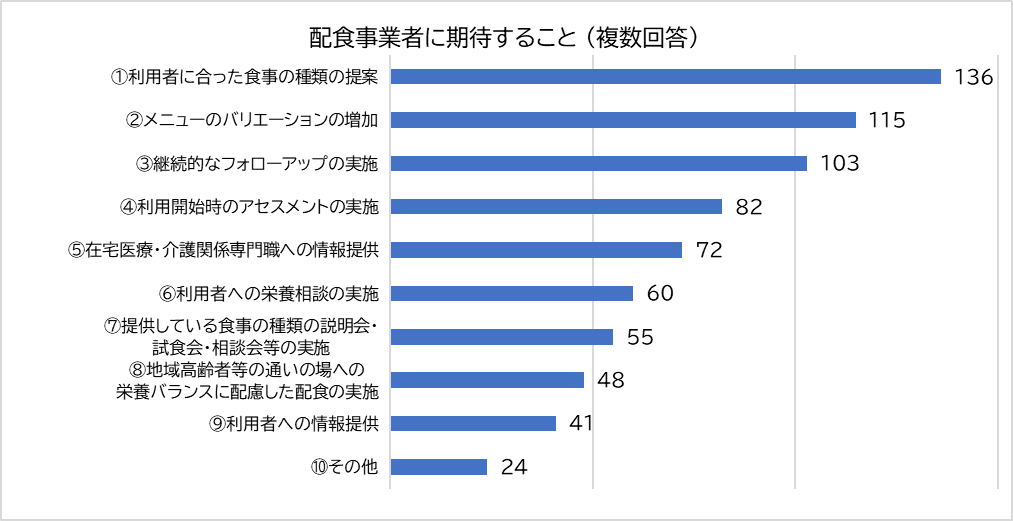 配食事業者に期待すること（複数回答）
①利用者に合った食事の種類の提案 136
②メニューのバリエーションの増加 115
③継続的なフォローアップの実施 103
④利用開始時のアセスメントの実施 82
⑤在宅医療・介護関係専門職への情報提供 72
⑥利用者への栄養相談の実施 60
⑦提供している食事の種類の説明会・
試食会・相談会等の実施 55
⑧地域高齢者等の通いの場への
栄養バランスに配慮した配食の実施 48
⑨利用者への情報提供 41
⑩その他 24